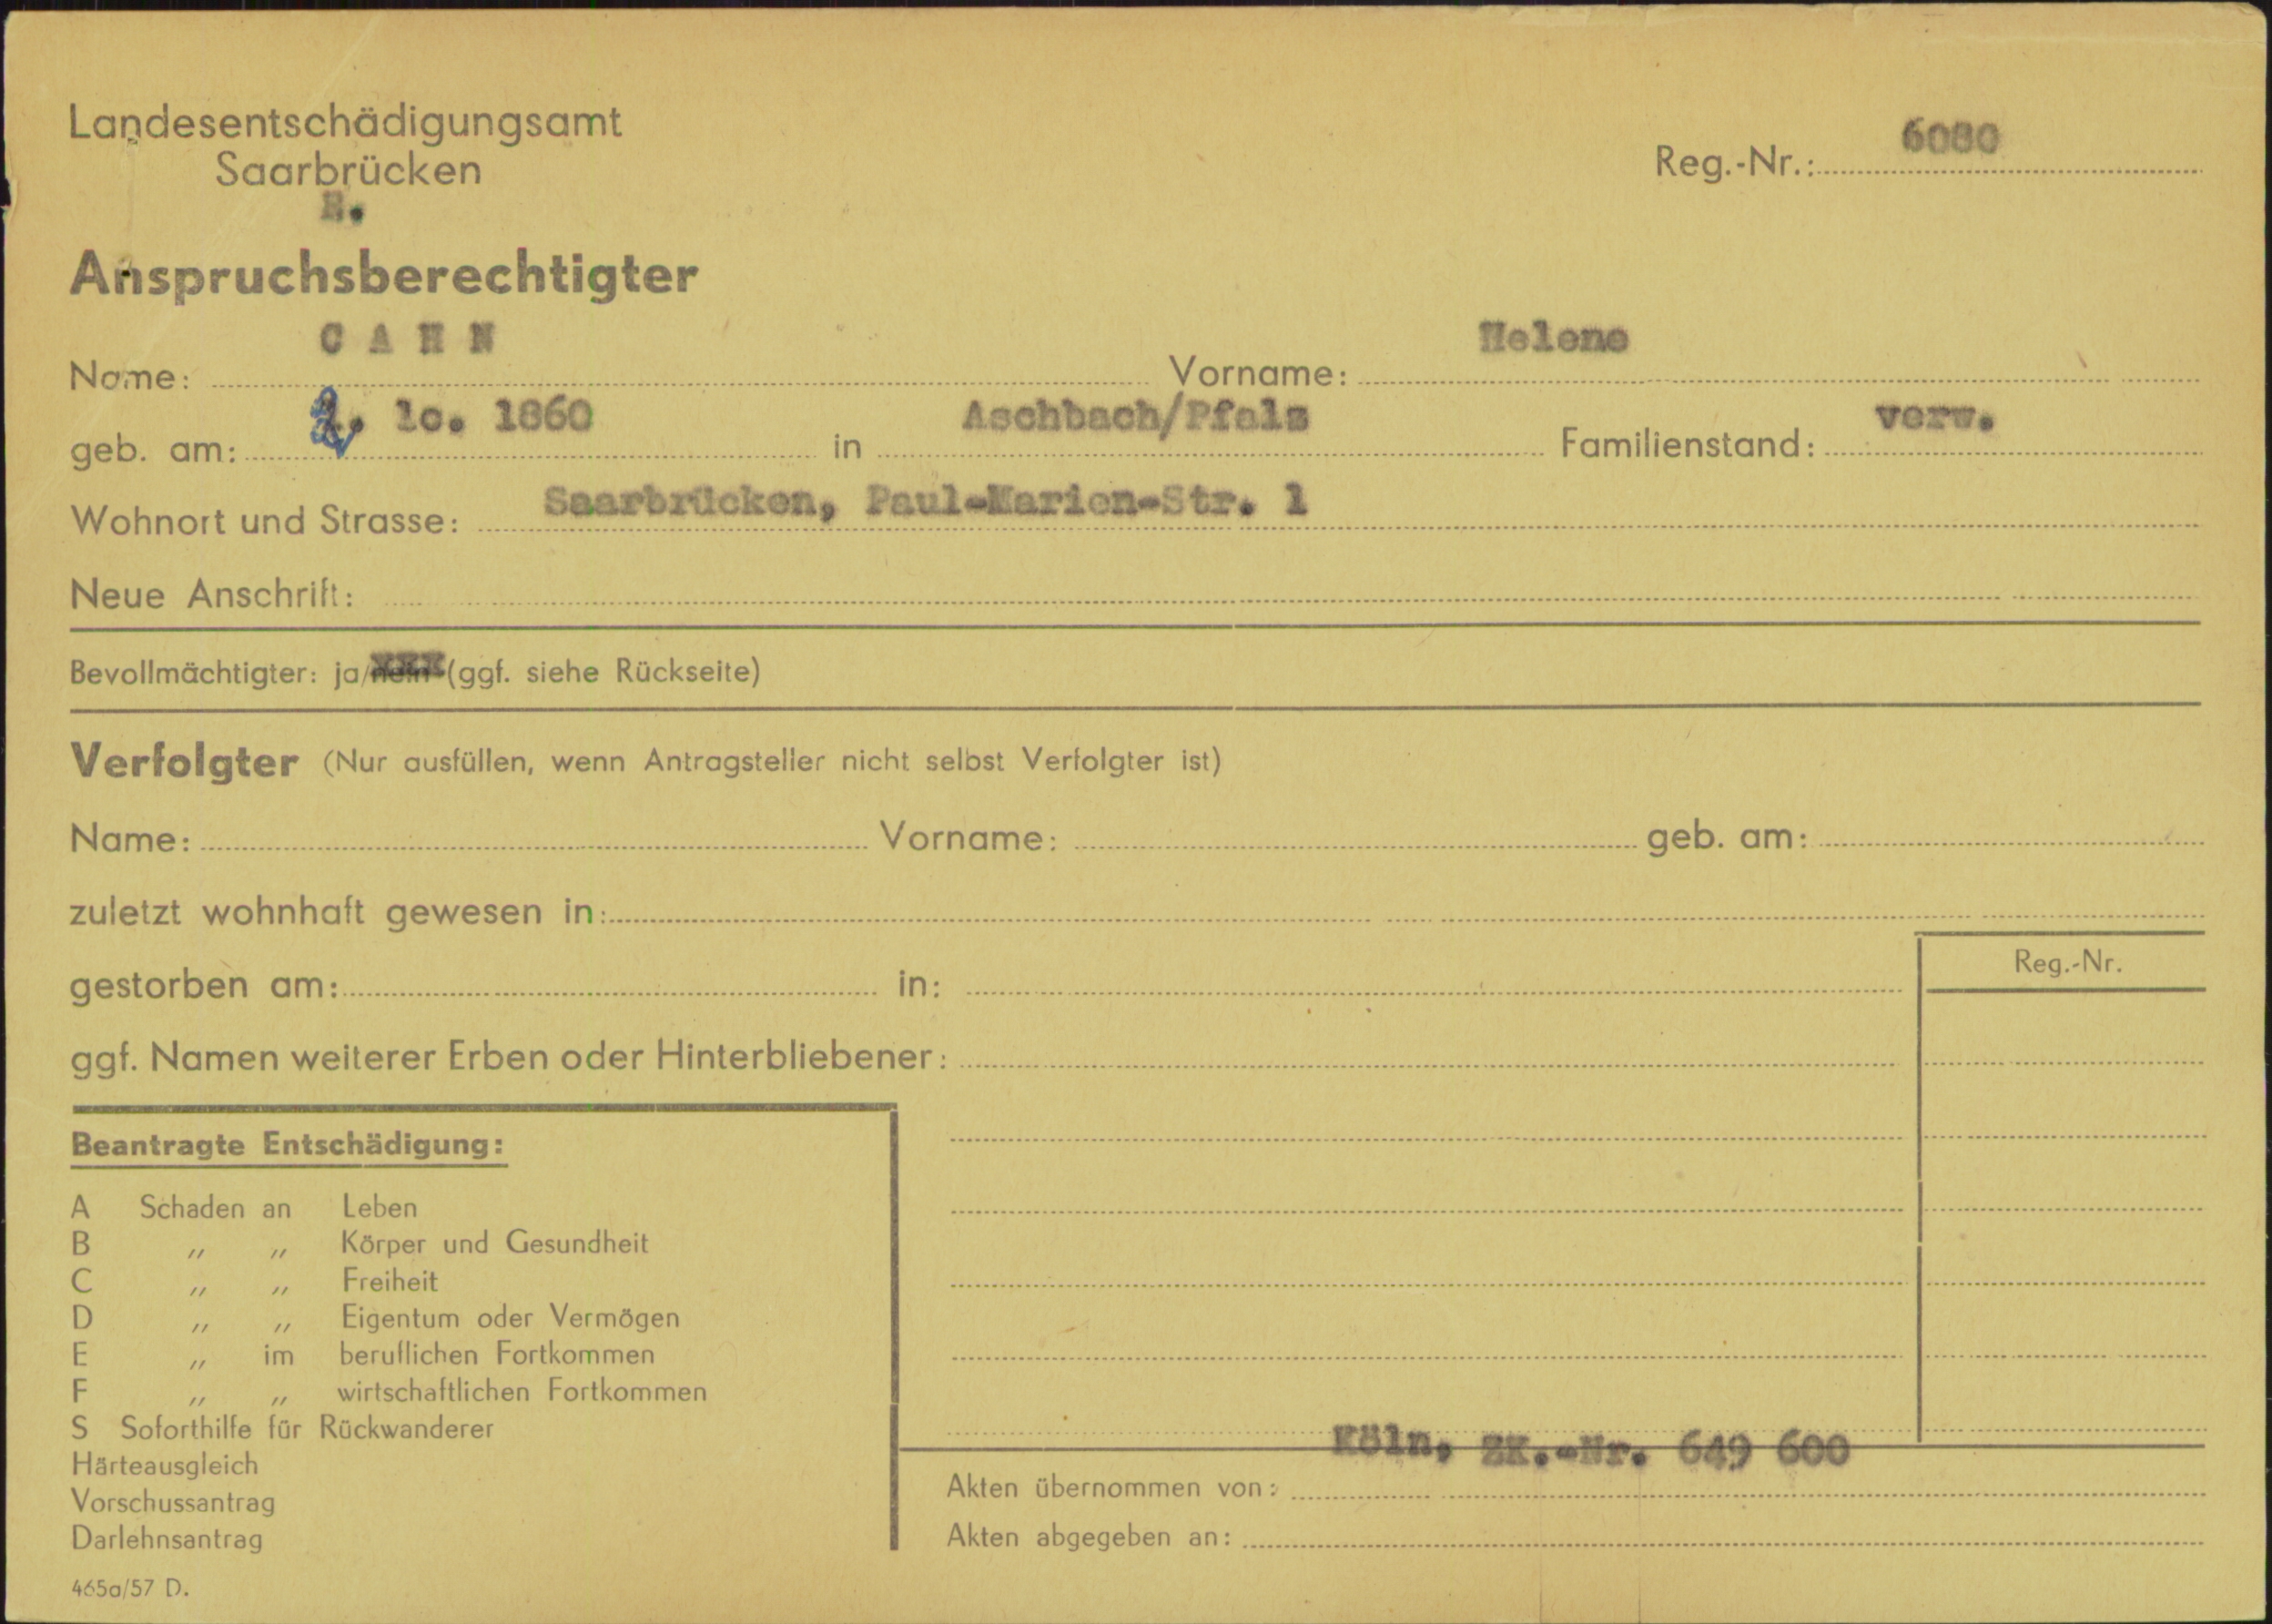 Landesentschädigungsamt
Saarbrücken
Reg.-Nr.: 6080
Anspruchsberechtigter
Name: C A H N Vorname: Helene
geb. am: 2. lo. 1860 in Aschbach/Pfalz Familienstand: verw.
Wohnort und Strasse: Saarbrücken, Paul-Marien-Str. 1
Neue Anschrift:
Bevollmächtigter: ja/nein (ggf. siehe Rückseite)
Verfolgter (Nur ausfüllen, wenn Antragsteller nicht selbst Verfolgter ist)
Name: Vorname: geb. am:
zuletzt wohnhaft gewesen in:
Reg.-Nr.
gestorben am: in:
ggf. Namen weiterer Erben oder Hinterbliebener:
Beantragte Entschädigung:
A Schaden an Leben
B „ „ Körper und Gesundheit
C „ „ Freiheit
D „ „ Eigentum oder Vermögen
E „ im beruflichen Fortkommen
F „ „ wirtschaftlichen Fortkommen
S Soforthilfe für Rückwanderer
Härteausgleich
Vorschussantrag
Darlehnsantrag
Akten übernommen von: Köln, ZK.-Nr. 649 600
Akten abgegeben an:
465a/57 D.